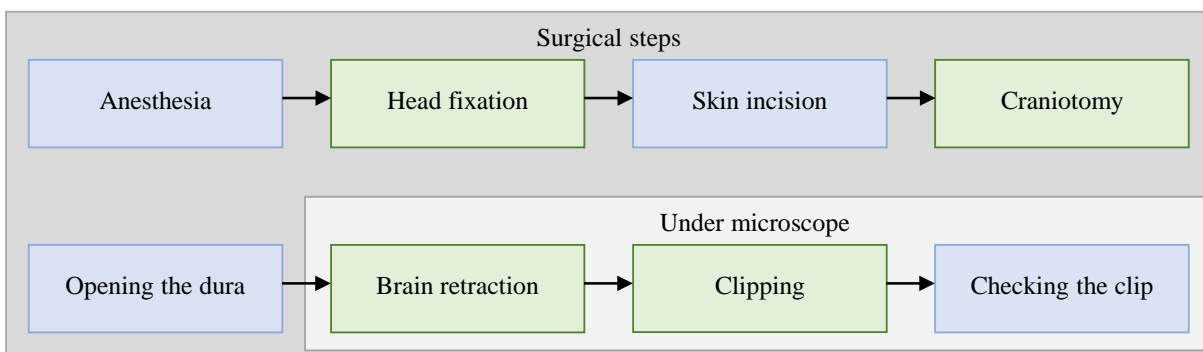 Surgical steps
Anesthesia
Head fixation
Skin incision
Craniotomy
Under microscope
Opening the dura
Brain retraction
Clipping
Checking the clip